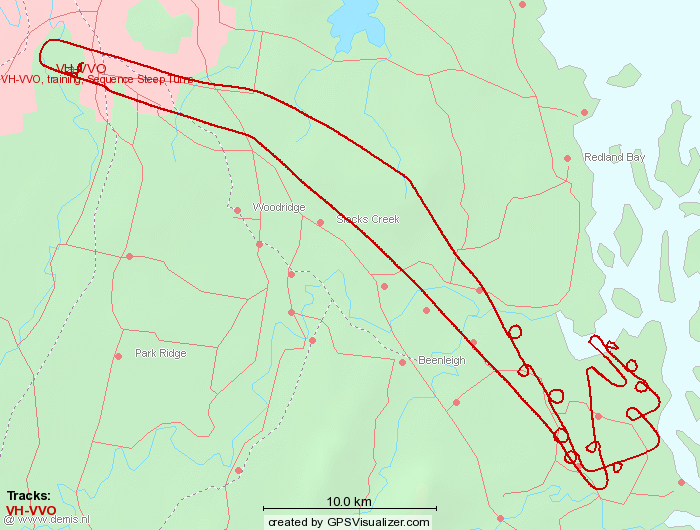 VH-VVO
VH-VVO, training, Sequence Steep Turns
Redland Bay
Woodridge
Slacks Creek
Park Ridge
Beenleigh
Tracks:
VH-VVO
@ www.demis.nl
10.0 km
created by GPSVisualizer.com